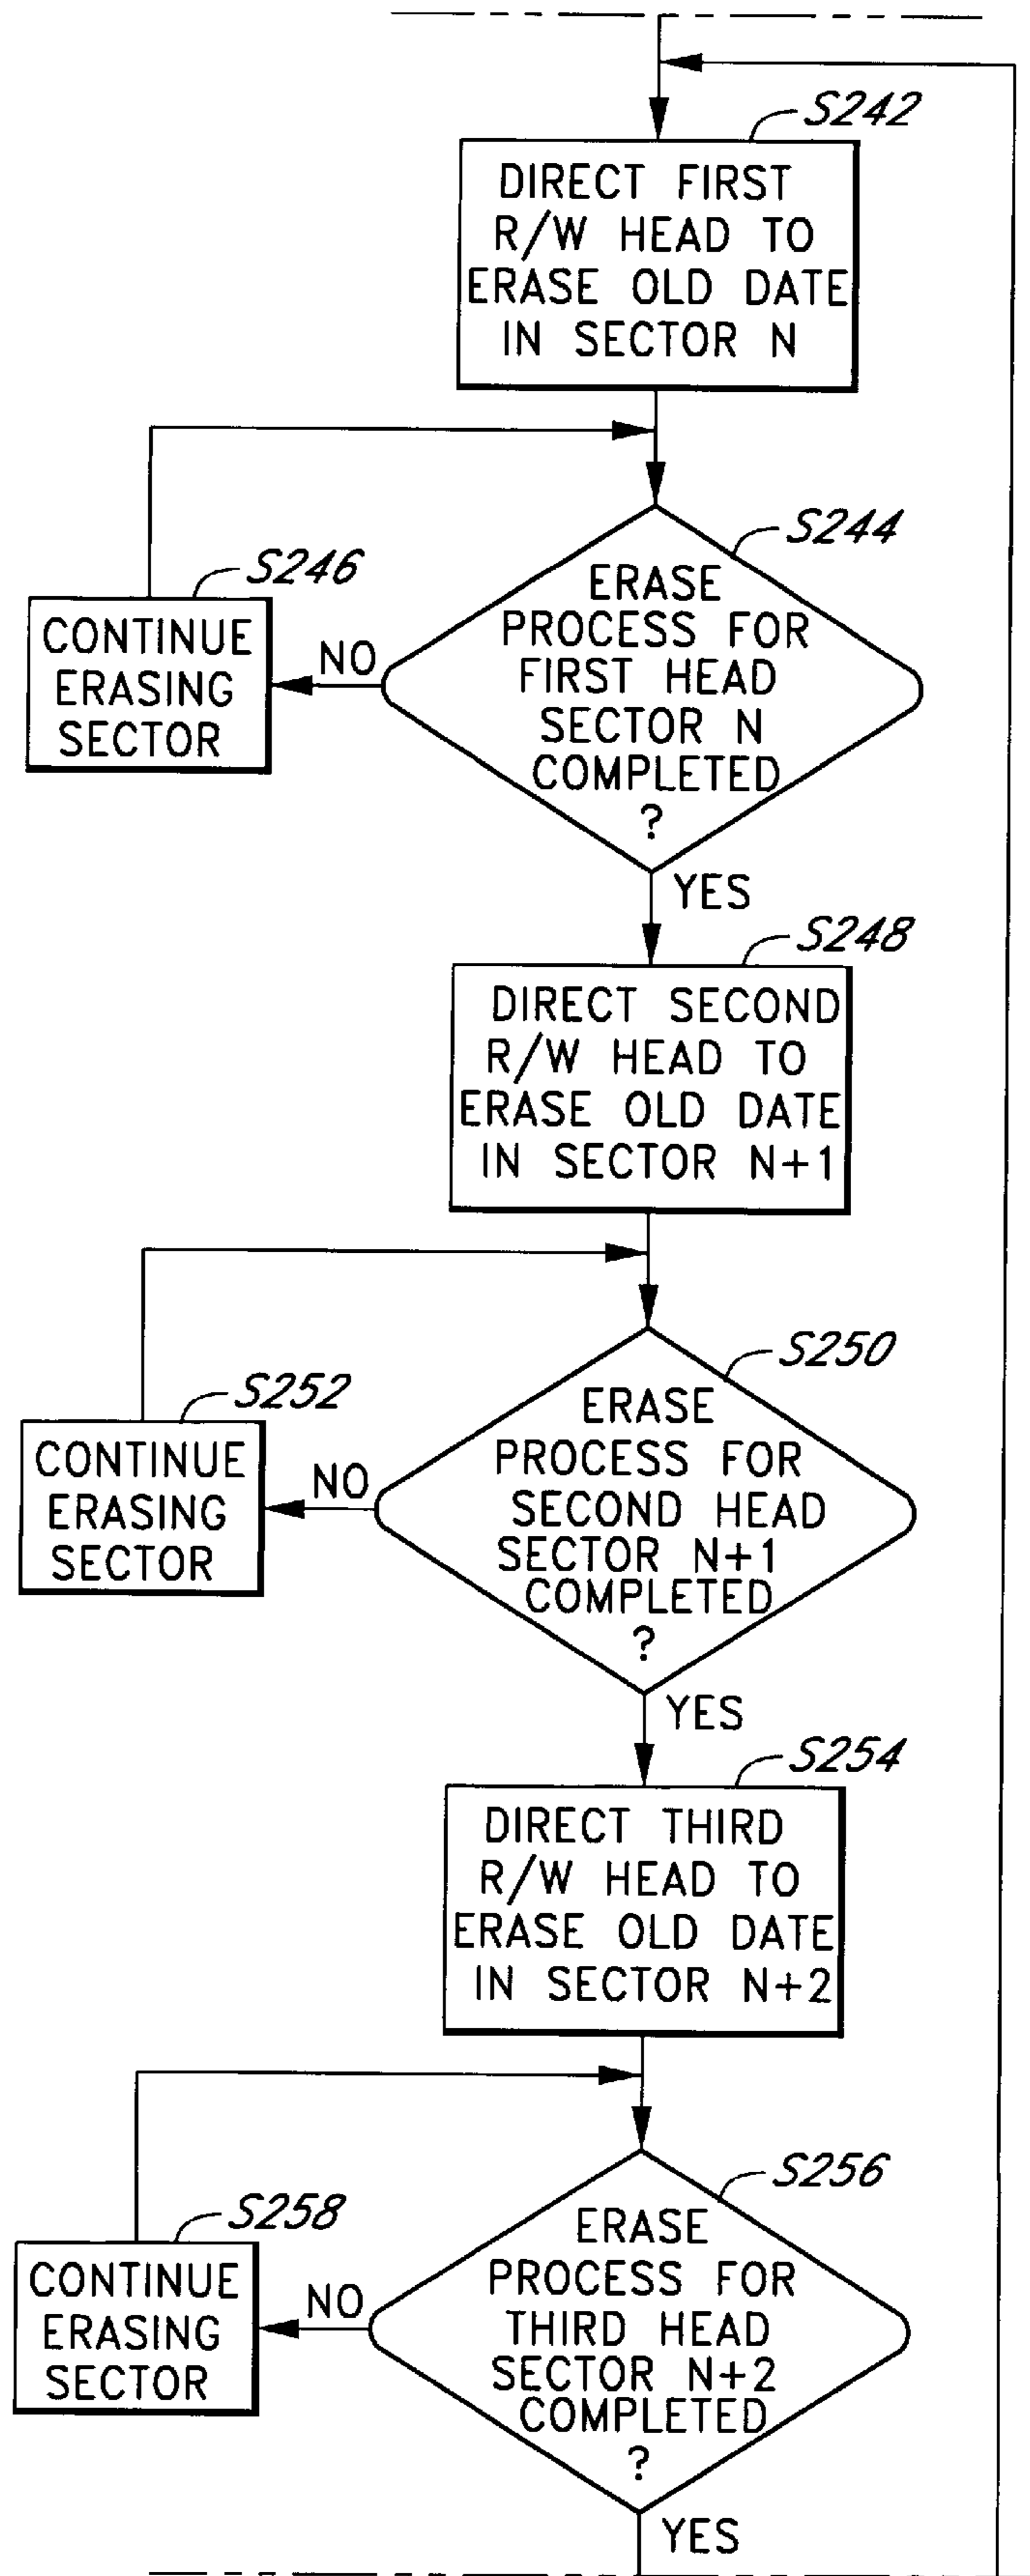 S242
DIRECT FIRST
R/W HEAD TO
ERASE OLD DATE
IN SECTOR N
S244
ERASE
PROCESS FOR
FIRST HEAD
SECTOR N
COMPLETED
?
S246
CONTINUE
ERASING
SECTOR
NO
YES
S248
DIRECT SECOND
R/W HEAD TO
ERASE OLD DATE
IN SECTOR N+1
S250
ERASE
PROCESS FOR
SECOND HEAD
SECTOR N+1
COMPLETED
?
S252
CONTINUE
ERASING
SECTOR
NO
YES
S254
DIRECT THIRD
R/W HEAD TO
ERASE OLD DATE
IN SECTOR N+2
S256
ERASE
PROCESS FOR
THIRD HEAD
SECTOR N+2
COMPLETED
?
S258
CONTINUE
ERASING
SECTOR
NO
YES